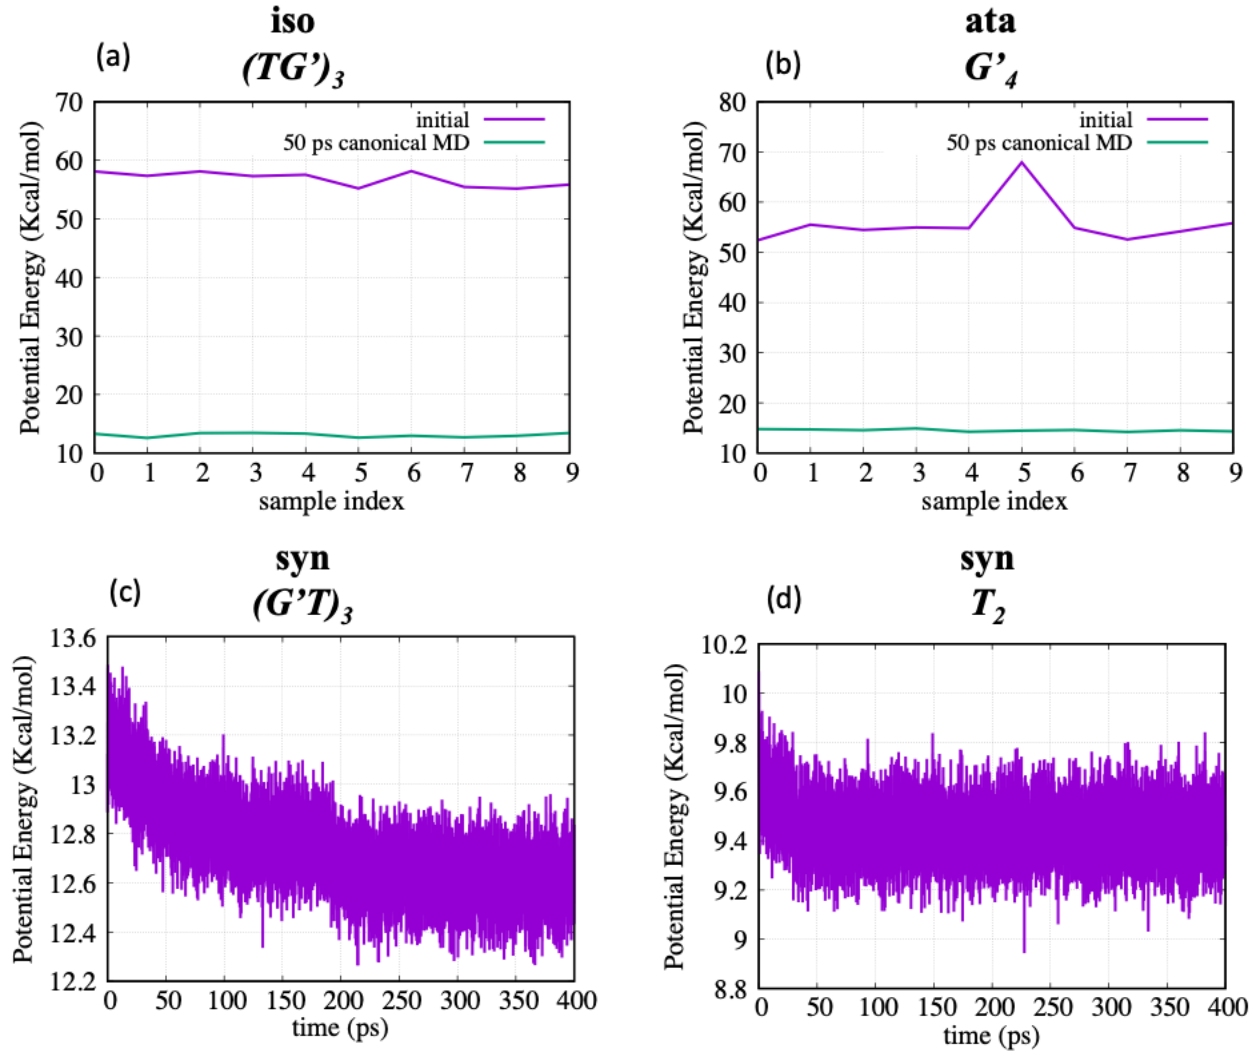 iso
(a)
(TG’)3
70
60
50
40
30
20
10
Potential Energy (Kcal/mol)
initial
50 ps canonical MD
0 1 2 3 4 5 6 7 8 9
sample index
ata
(b)
G’4
80
70
60
50
40
30
20
10
Potential Energy (Kcal/mol)
initial
50 ps canonical MD
0 1 2 3 4 5 6 7 8 9
sample index
syn
(c)
(G’T)3
13.6
13.4
13.2
13
12.8
12.6
12.4
12.2
Potential Energy (Kcal/mol)
0 50 100 150 200 250 300 350 400
time (ps)
syn
(d)
T2
10.2
10
9.8
9.6
9.4
9.2
9
8.8
Potential Energy (Kcal/mol)
0 50 100 150 200 250 300 350 400
time (ps)